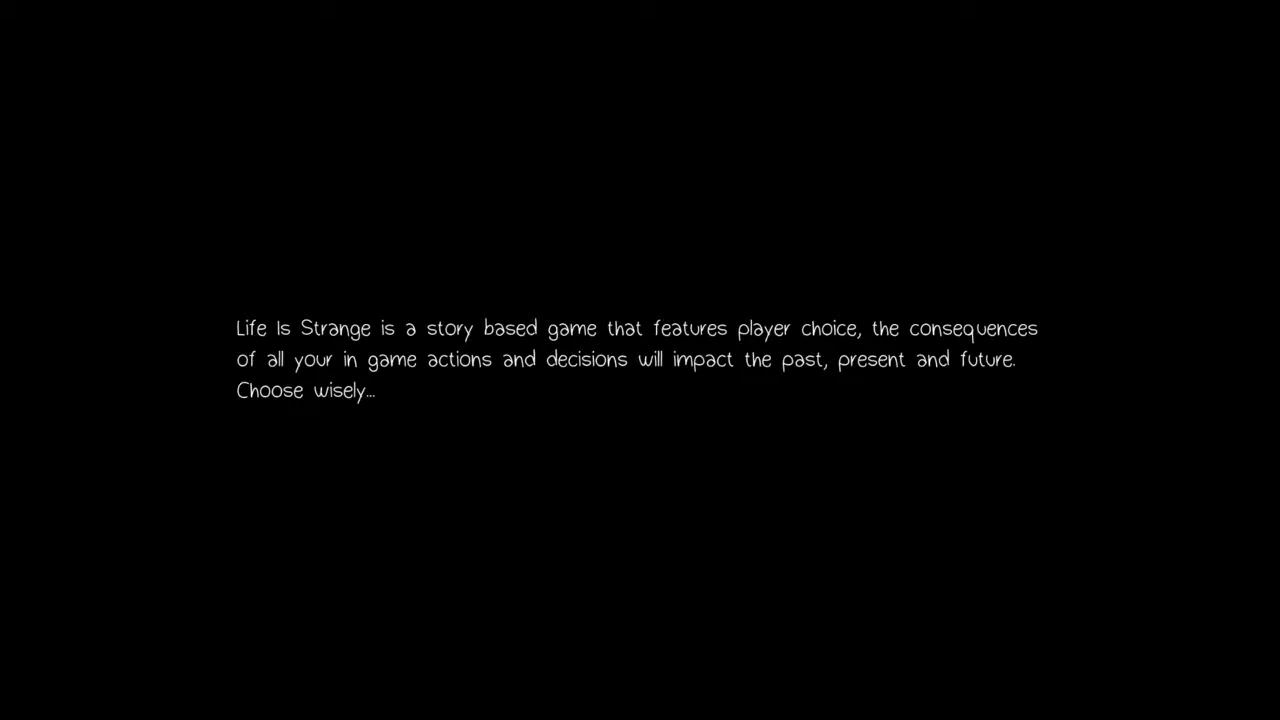 Life Is Strange is a story based game that features player choice, the consequences
of all your in game actions and decisions will impact the past, present and future.
Choose wisely...